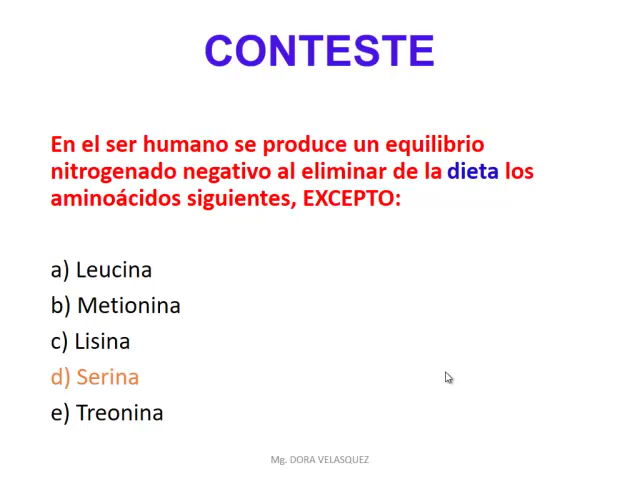 CONTESTE
En el ser humano se produce un equilibrio
nitrogenado negativo al eliminar de la dieta los
aminoácidos siguientes, EXCEPTO:
a) Leucina
b) Metionina
c) Lisina
d) Serina
e) Treonina
Mg. DORA VELASQUEZ